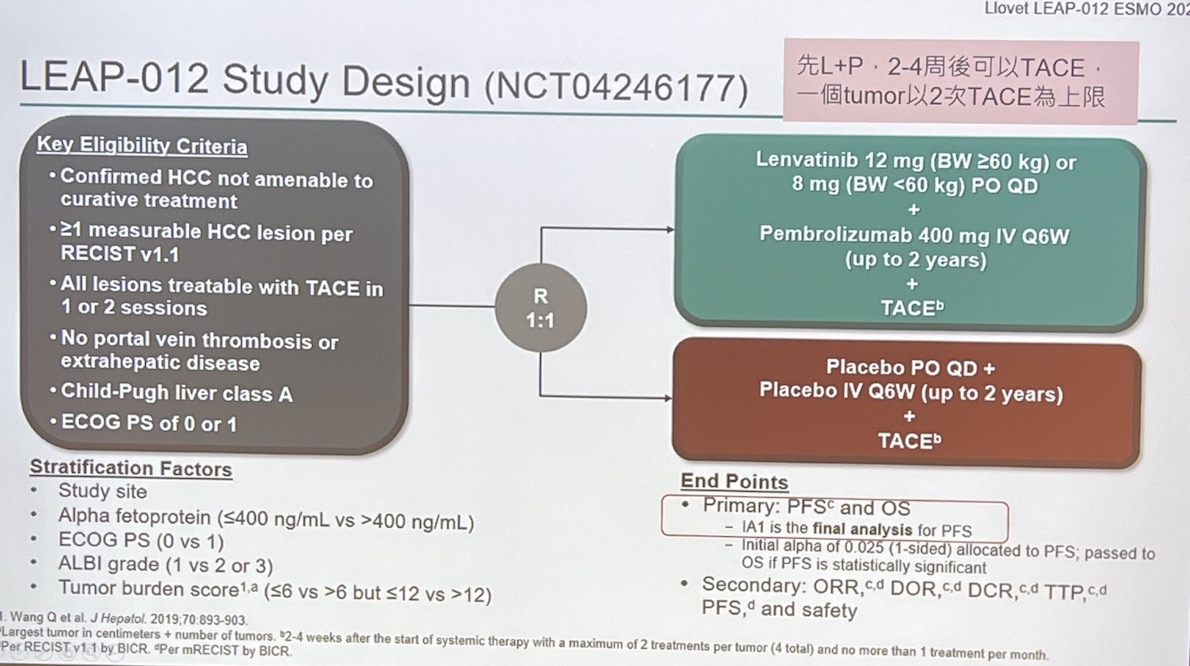 Llovet LEAP-012 ESMO 202
LEAP-012 Study Design (NCT04246177)
先L+P,2-4周後可以TACE,
一個tumor以2次TACE為上限
Key Eligibility Criteria
• Confirmed HCC not amenable to
curative treatment
• ≥1 measurable HCC lesion per
RECIST v1.1
• All lesions treatable with TACE in
1 or 2 sessions
• No portal vein thrombosis or
extrahepatic disease
• Child-Pugh liver class A
• ECOG PS of 0 or 1
R
1:1
Lenvatinib 12 mg (BW ≥60 kg) or
8 mg (BW <60 kg) PO QD
+
Pembrolizumab 400 mg IV Q6W
(up to 2 years)
+
TACEᵇ
Placebo PO QD +
Placebo IV Q6W (up to 2 years)
+
TACEᵇ
Stratification Factors
• Study site
• Alpha fetoprotein (≤400 ng/mL vs >400 ng/mL)
• ECOG PS (0 vs 1)
• ALBI grade (1 vs 2 or 3)
• Tumor burden score¹,ᵃ (≤6 vs >6 but ≤12 vs >12)
End Points
• Primary: PFSᶜ and OS
– IA1 is the final analysis for PFS
– Initial alpha of 0.025 (1-sided) allocated to PFS; passed to
OS if PFS is statistically significant
• Secondary: ORR,ᶜ,ᵈ DOR,ᶜ,ᵈ DCR,ᶜ,ᵈ TTP,ᶜ,ᵈ
PFS,ᵈ and safety
1. Wang Q et al. J Hepatol. 2019;70:893-903.
ᵃLargest tumor in centimeters + number of tumors. ᵇ2-4 weeks after the start of systemic therapy with a maximum of 2 treatments per tumor (4 total) and no more than 1 treatment per month.
ᶜPer RECIST v1.1 by BICR. ᵈPer mRECIST by BICR.